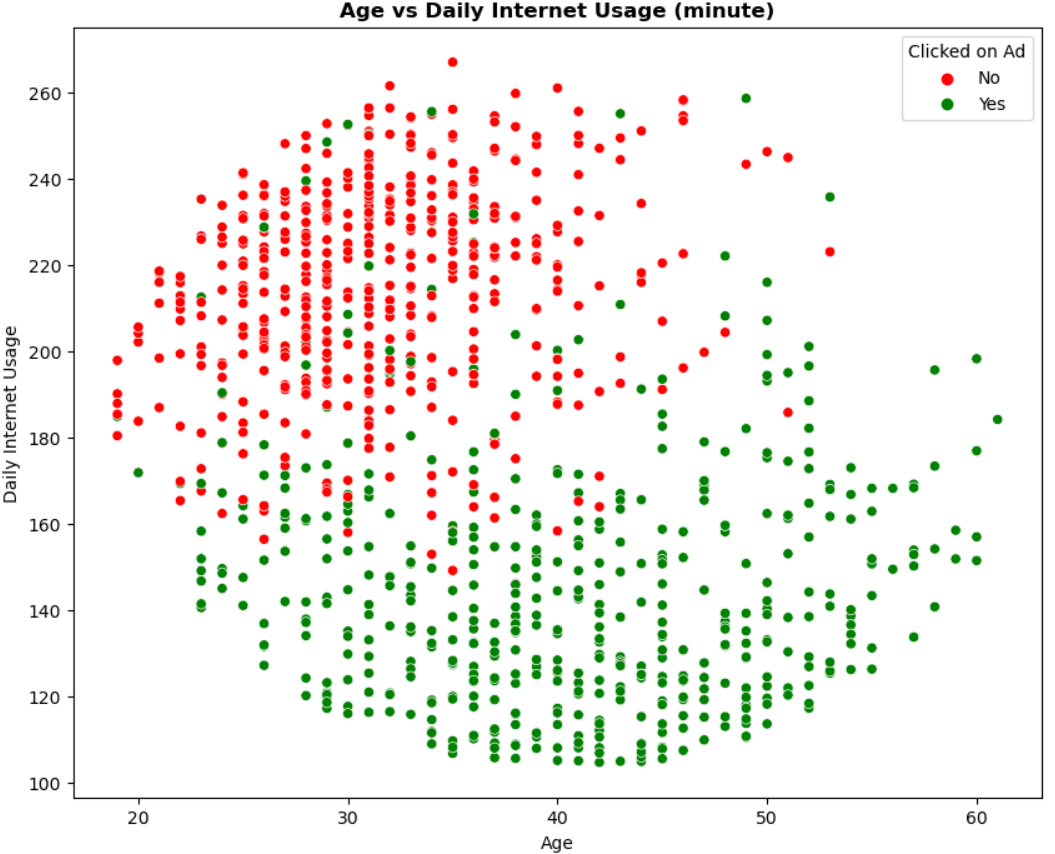 Age vs Daily Internet Usage (minute)
Clicked on Ad
No
Yes
Daily Internet Usage
260
240
220
200
180
160
140
120
100
20 30 40 50 60
Age